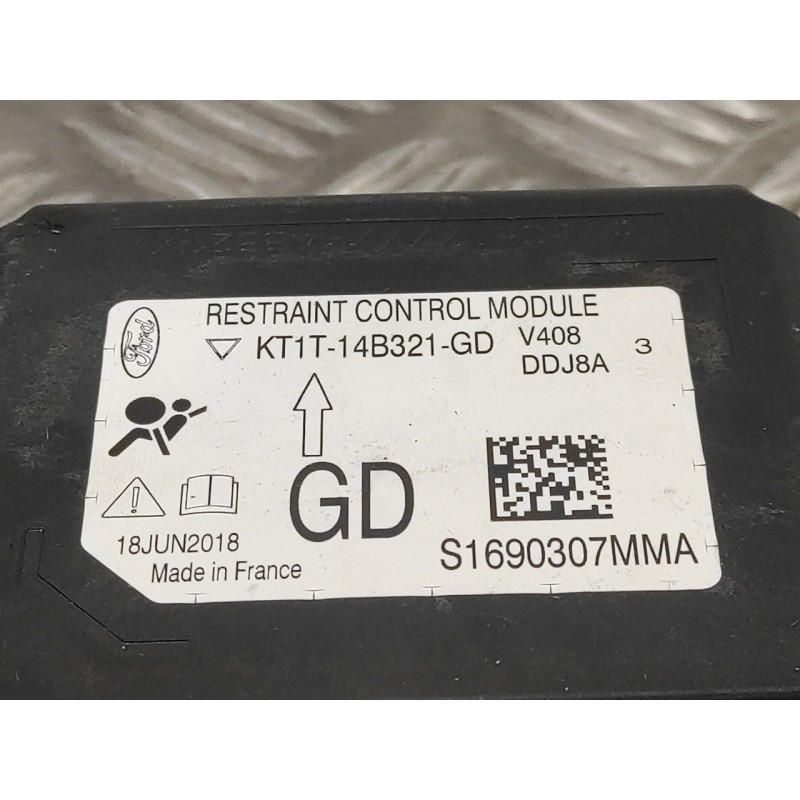 RESTRAINT CONTROL MODULE
Ford
KT1T-14B321-GD
V408
DDJ8A
3
GD
18JUN2018
Made in France
S1690307MMA